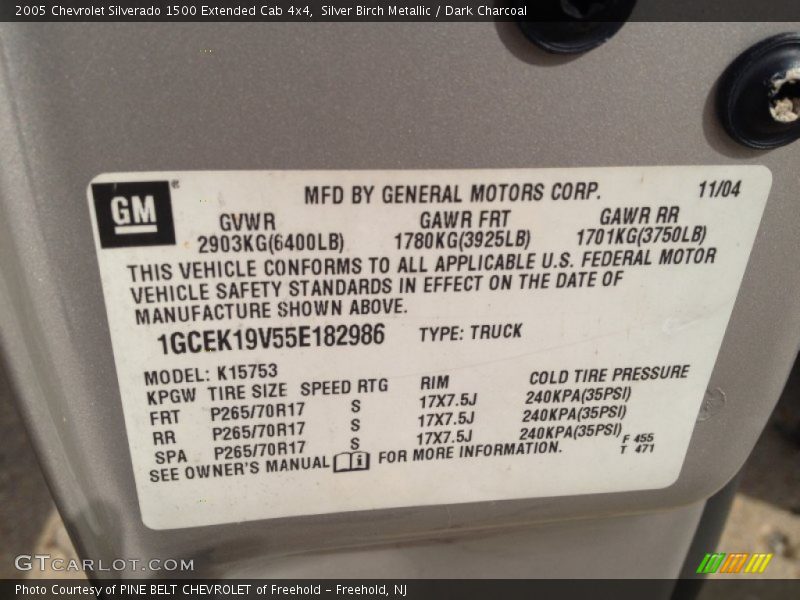 2005 Chevrolet Silverado 1500 Extended Cab 4x4,  Silver Birch Metallic / Dark Charcoal
GM®
MFD BY GENERAL MOTORS CORP.
11/04
GVWR GAWR FRT GAWR RR
2903KG(6400LB) 1780KG(3925LB) 1701KG(3750LB)
THIS VEHICLE CONFORMS TO ALL APPLICABLE U.S. FEDERAL MOTOR
VEHICLE SAFETY STANDARDS IN EFFECT ON THE DATE OF
MANUFACTURE SHOWN ABOVE.
1GCEK19V55E182986 TYPE: TRUCK
MODEL: K15753
KPGW TIRE SIZE SPEED RTG RIM COLD TIRE PRESSURE
FRT P265/70R17 S 17X7.5J 240KPA(35PSI)
RR P265/70R17 S 17X7.5J 240KPA(35PSI)
SPA P265/70R17 S 17X7.5J 240KPA(35PSI)
SEE OWNER'S MANUAL i FOR MORE INFORMATION.
F 455
T 471
GTCARLOT.COM
Photo Courtesy of PINE BELT CHEVROLET of Freehold – Freehold, NJ